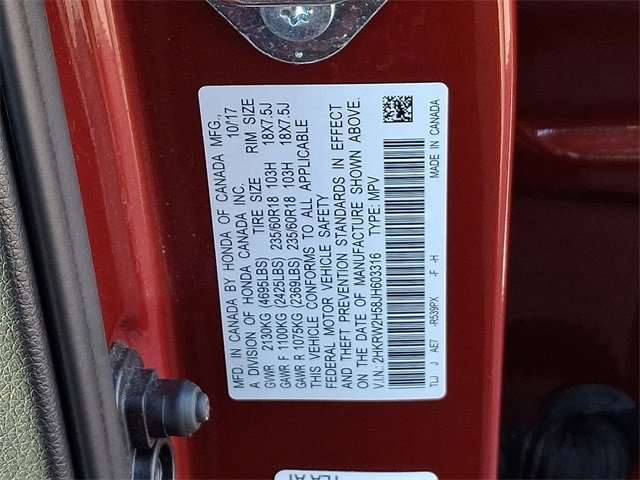 MFD. IN CANADA BY HONDA OF CANADA MFG., 10/17
A DIVISION OF HONDA CANADA INC.
TIRE SIZE RIM SIZE
GVWR 2130KG (4695LBS)
GAWR F 1100KG (2425LBS) 235/60R18 103H 18X7.5J
GAWR R 1075KG (2369LBS) 235/60R18 103H 18X7.5J
THIS VEHICLE CONFORMS TO ALL APPLICABLE
FEDERAL MOTOR VEHICLE SAFETY
AND THEFT PREVENTION STANDARDS IN EFFECT
ON THE DATE OF MANUFACTURE SHOWN ABOVE.
V.I.N.: 2HKRW2H58JH603316 TYPE: MPV
TLJ J AE7 -R539PX -F -H MADE IN CANADA